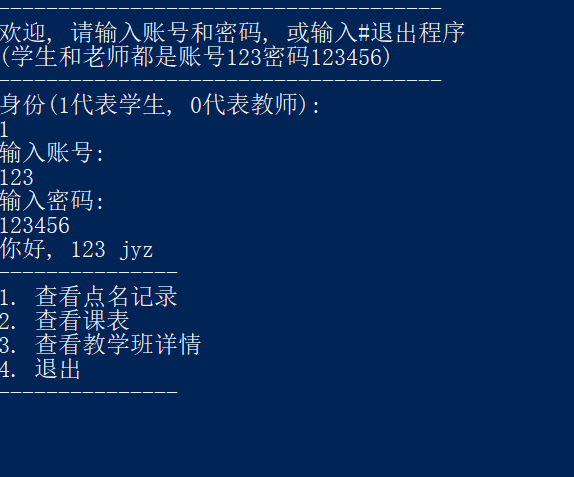 --------------------------------------
欢迎, 请输入账号和密码, 或输入#退出程序
(学生和老师都是账号123密码123456)
--------------------------------------
身份(1代表学生, 0代表教师):
1
输入账号:
123
输入密码:
123456
你好, 123 jyz
---------------
1. 查看点名记录
2. 查看课表
3. 查看教学班详情
4. 退出
---------------